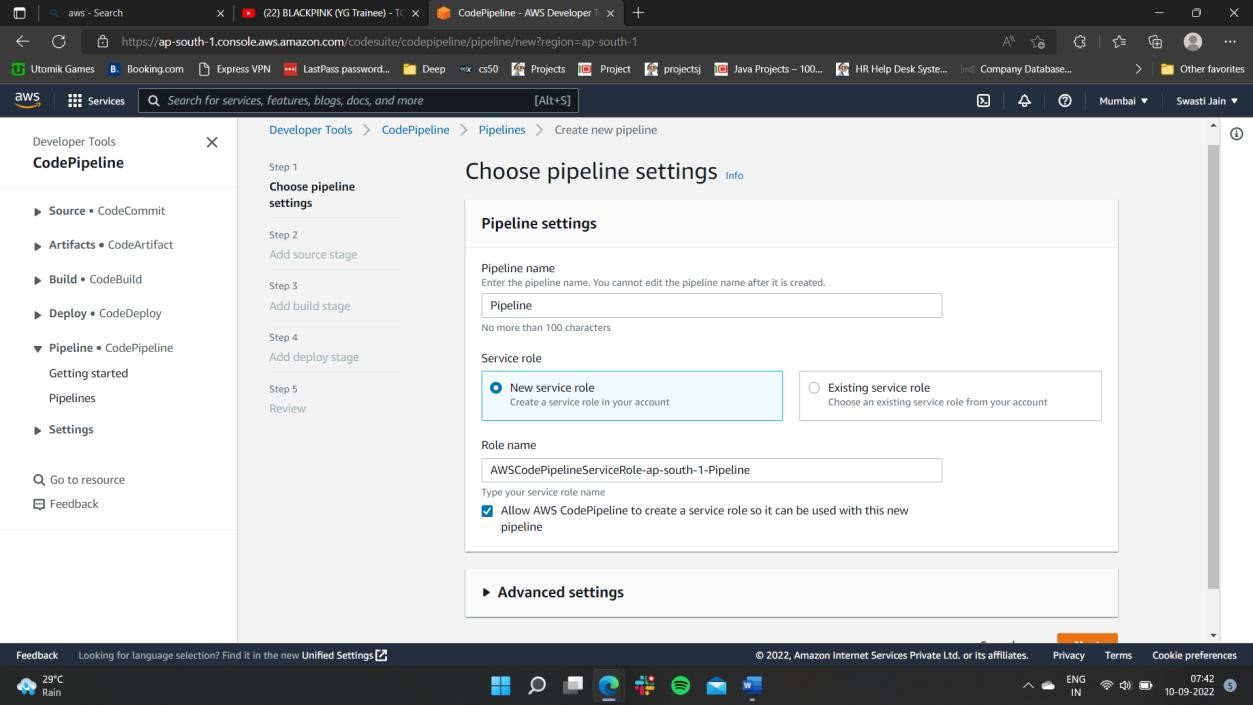 aws - Search
(22) BLACKPINK (YG Trainee) - TO
CodePipeline - AWS Developer T
https://ap-south-1.console.aws.amazon.com/codesuite/codepipeline/pipeline/new?region=ap-south-1
Utomik Games
Booking.com
Express VPN
LastPass password...
Deep
cs50
Projects
Project
projectsj
Java Projects – 100...
HR Help Desk Syste...
Company Database...
Other favorites
aws
Services
Search for services, features, blogs, docs, and more
[Alt+S]
Mumbai
Swasti Jain
Developer Tools
CodePipeline
Source • CodeCommit
Artifacts • CodeArtifact
Build • CodeBuild
Deploy • CodeDeploy
Pipeline • CodePipeline
Getting started
Pipelines
Settings
Go to resource
Feedback
Developer Tools
CodePipeline
Pipelines
Create new pipeline
Step 1
Choose pipeline
settings
Step 2
Add source stage
Step 3
Add build stage
Step 4
Add deploy stage
Step 5
Review
Choose pipeline settings Info
Pipeline settings
Pipeline name
Enter the pipeline name. You cannot edit the pipeline name after it is created.
Pipeline
No more than 100 characters
Service role
New service role
Create a service role in your account
Existing service role
Choose an existing service role from your account
Role name
AWSCodePipelineServiceRole-ap-south-1-Pipeline
Type your service role name
Allow AWS CodePipeline to create a service role so it can be used with this new
pipeline
Advanced settings
Feedback
Looking for language selection? Find it in the new Unified Settings
© 2022, Amazon Internet Services Private Ltd. or its affiliates.
Privacy
Terms
Cookie preferences
29°C
Rain
ENG
IN
07:42
10-09-2022
5